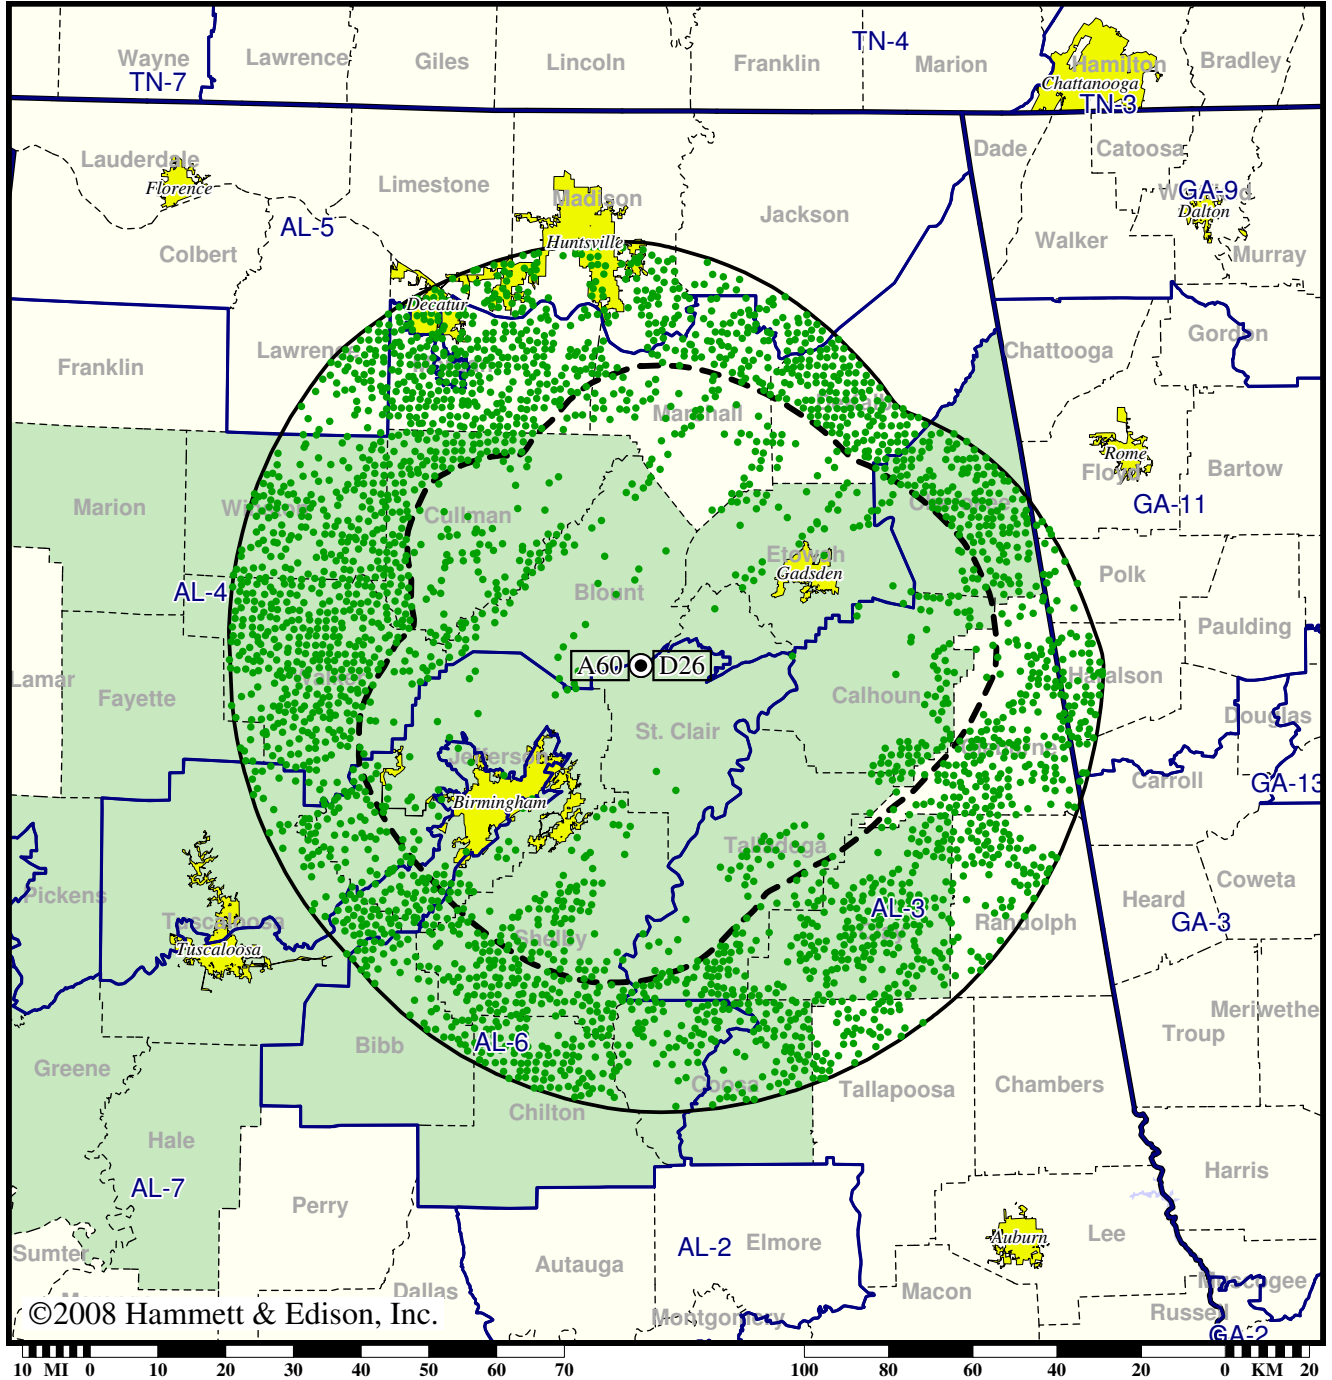 TN-4
Wayne
Lawrence
Giles
Lincoln
Franklin
Marion
Hamilton
Bradley
TN-7
Chattanooga
TN-3
Lauderdale
Florence
Limestone
Madison
Jackson
Dade
Catoosa
GA-9
Dalton
AL-5
Colbert
Huntsville
Walker
Murray
Decatur
Franklin
Lawrence
Chattooga
Gordon
Marshall
Rome
Floyd
Bartow
Marion
Cullman
GA-11
Etowah
Gadsden
Polk
AL-4
Blount
Paulding
A60
D26
Lamar
Fayette
Walker
Calhoun
Haralson
St. Clair
Douglas
Jefferson
Cleburne
Carroll
GA-13
Birmingham
Talladega
Pickens
Heard
Coweta
Tuscaloosa
Tuscaloosa
AL-3
Shelby
Randolph
GA-3
Bibb
AL-6
Troup
Meriwethe
Greene
Coosa
Tallapoosa
Chambers
Chilton
Hale
AL-7
Perry
Harris
Sumter
AL-2
Elmore
Auburn
Lee
Autauga
Dallas
Macon
Muscogee
Montgomery
Russell
©2008 Hammett & Edison, Inc.
GA-2
10 MI 0 10 20 30 40 50 60 70 100 80 60 40 20 0 KM 20